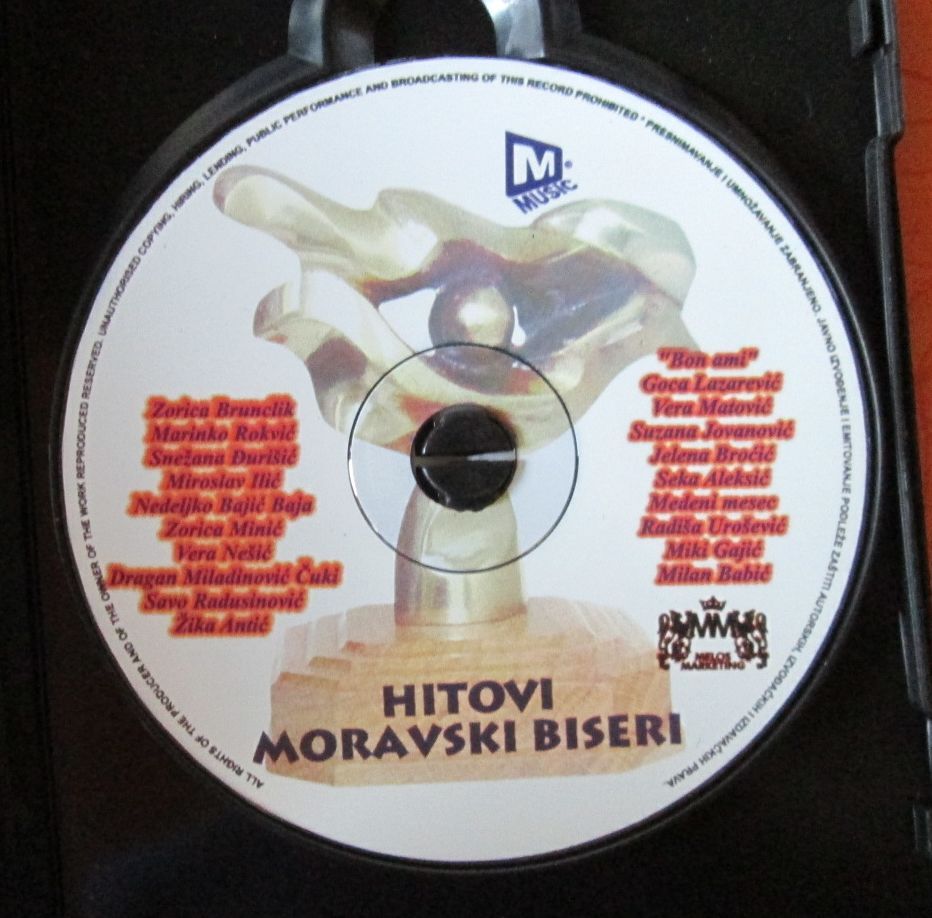 ALL RIGHTS OF THE PRODUCER AND OF THE OWNER OF THE WORK REPRODUCED RESERVED. UNAUTHORISED COPYING, HIRING, LENDING, PUBLIC PERFORMANCE AND BROADCASTING OF THIS RECORD PROHIBITED * PRESNIMAVANJE I UMNOŽAVANJE ZABRANJENO. JAVNO IZVOĐENJE I EMITOVANJE PODLEŽE ZAŠTITI AUTORSKIH, IZVOĐAČKIH I IZDAVAČKIH PRAVA.
M ®
MUSIC
Zorica Brunclik
Marinko Rokvić
Snežana Đurišić
Miroslav Ilić
Nedeljko Bajić Baja
Zorica Minić
Vera Nešić
Dragan Miladinović Čuki
Savo Radusinović
Žika Antić
"Bon ami"
Goca Lazarević
Vera Matović
Suzana Jovanović
Jelena Broćić
Seka Aleksić
Medeni mesec
Radiša Urošević
Miki Gajić
Milan Babić
MM
MELOS
MARKETING
HITOVI
MORAVSKI BISERI